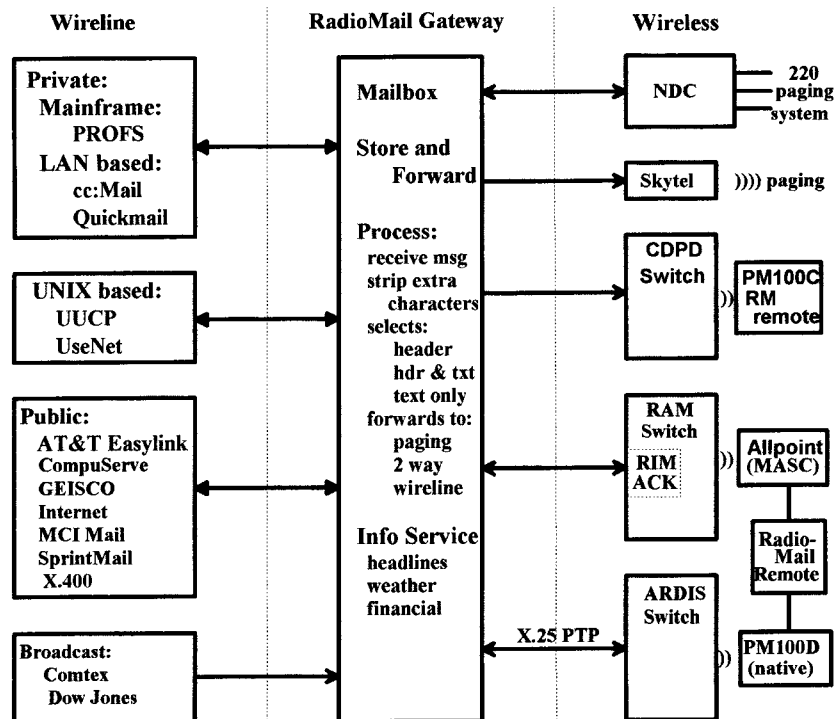 Wireline
RadioMail Gateway
Wireless
Private:
Mainframe:
PROFS
LAN based:
cc:Mail
Quickmail
UNIX based:
UUCP
UseNet
Public:
AT&T Easylink
CompuServe
GEISCO
Internet
MCI Mail
SprintMail
X.400
Broadcast:
Comtex
Dow Jones
Mailbox
Store and
Forward
Process:
receive msg
strip extra
characters
selects:
header
hdr & txt
text only
forwards to:
paging
2 way
wireline
Info Service
headlines
weather
financial
X.25 PTP
NDC
220
paging
system
Skytel
)))) paging
CDPD
Switch
))
PM100C
RM
remote
RAM
Switch
RIM
ACK
))
Allpoint
(MASC)
Radio-
Mail
Remote
ARDIS
Switch
))
PM100D
(native)